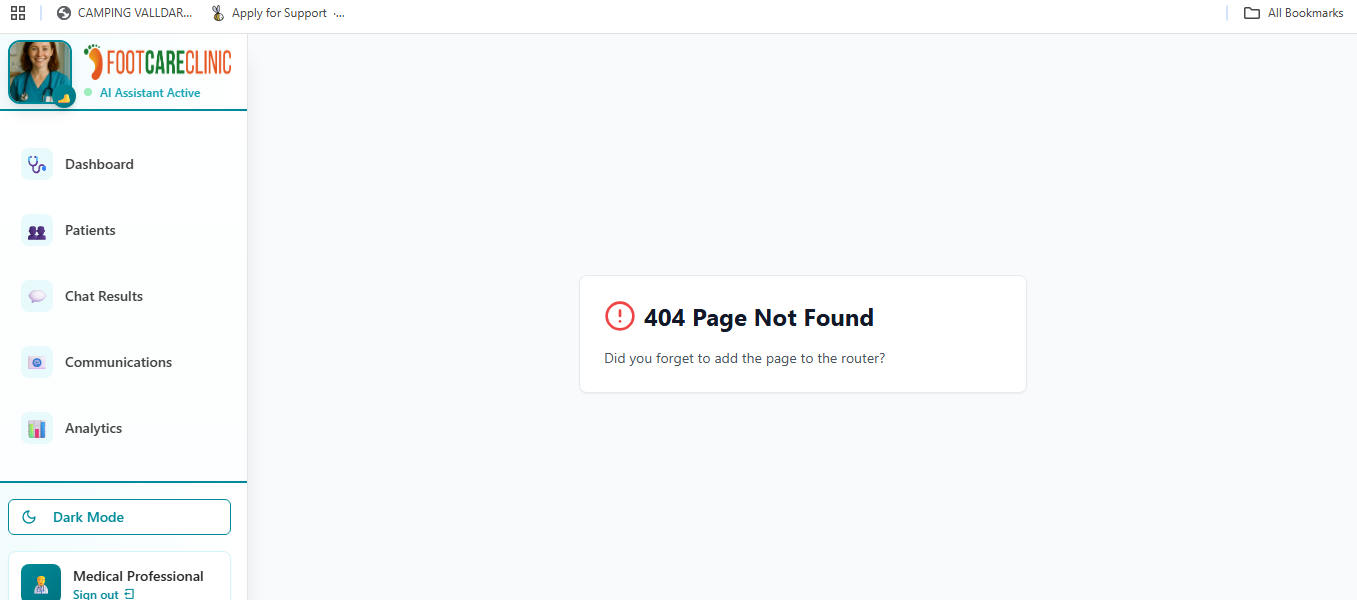 CAMPING VALLDAR...
Apply for Support ·...
All Bookmarks
FOOTCARECLINIC
AI Assistant Active
Dashboard
Patients
Chat Results
Communications
Analytics
404 Page Not Found
Did you forget to add the page to the router?
Dark Mode
Medical Professional
Sign out